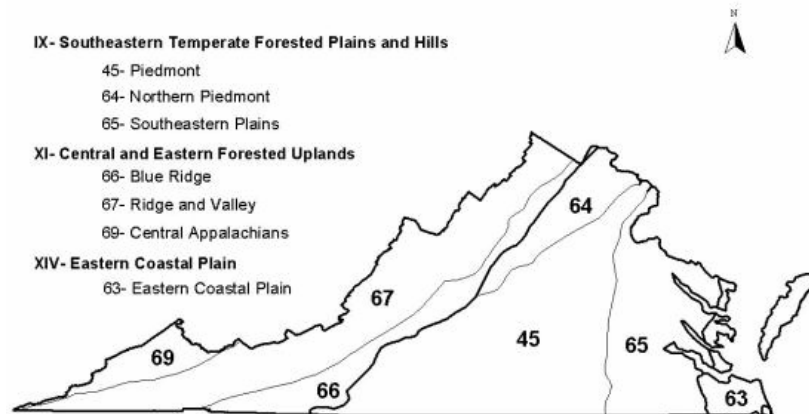 N
IX- Southeastern Temperate Forested Plains and Hills
45- Piedmont
64- Northern Piedmont
65- Southeastern Plains
XI- Central and Eastern Forested Uplands
66- Blue Ridge
67- Ridge and Valley
69- Central Appalachians
XIV- Eastern Coastal Plain
63- Eastern Coastal Plain
64
67
45
65
69
66
63